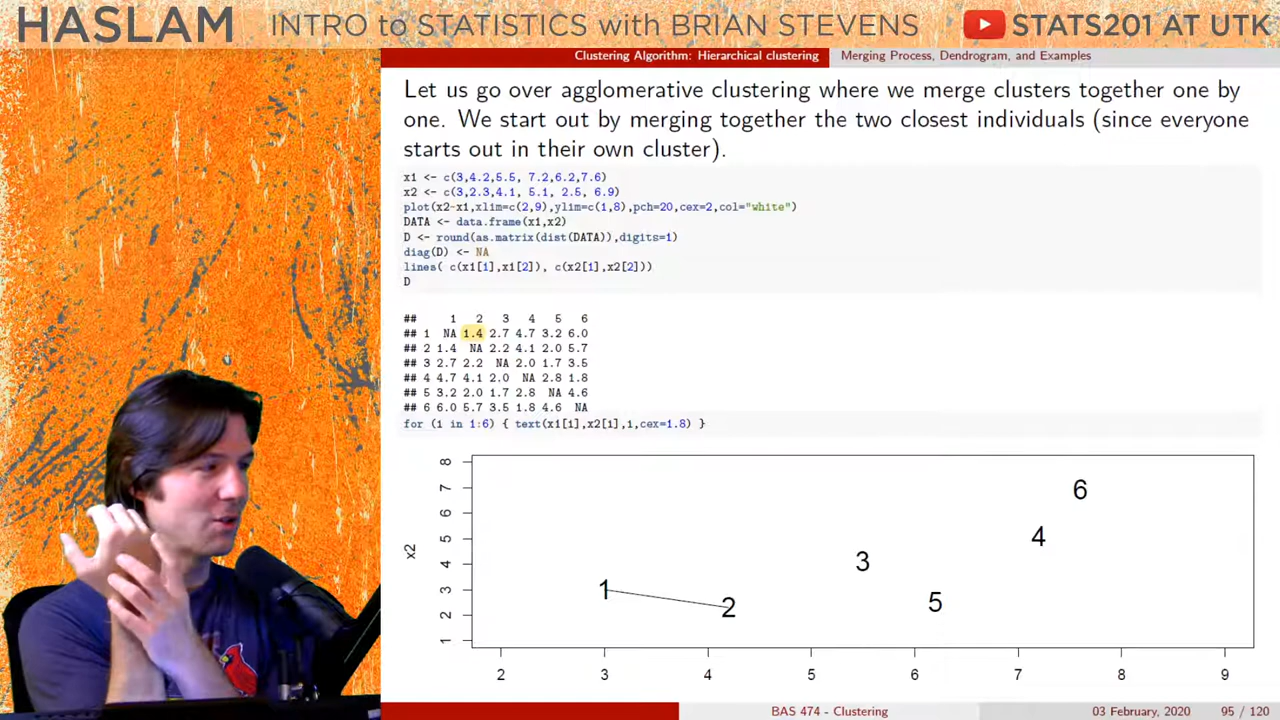 HASLAM INTRO to STATISTICS with BRIAN STEVENS STATS201 AT UTK
Clustering Algorithm: Hierarchical clustering Merging Process, Dendrogram, and Examples
Let us go over agglomerative clustering where we merge clusters together one by
one. We start out by merging together the two closest individuals (since everyone
starts out in their own cluster).
x1 <- c(3,4.2,5.5, 7.2,6.2,7.6)
x2 <- c(3,2.3,4.1, 5.1, 2.5, 6.9)
plot(x2~x1,xlim=c(2,9),ylim=c(1,8),pch=20,cex=2,col="white")
DATA <- data.frame(x1,x2)
D <- round(as.matrix(dist(DATA)),digits=1)
diag(D) <- NA
lines( c(x1[1],x1[2]), c(x2[1],x2[2]))
D
## 1 2 3 4 5 6
## 1 NA 1.4 2.7 4.7 3.2 6.0
## 2 1.4 NA 2.2 4.1 2.0 5.7
## 3 2.7 2.2 NA 2.0 1.7 3.5
## 4 4.7 4.1 2.0 NA 2.8 1.8
## 5 3.2 2.0 1.7 2.8 NA 4.6
## 6 6.0 5.7 3.5 1.8 4.6 NA
for (i in 1:6) { text(x1[i],x2[i],i,cex=1.8) }
8
7
6
5
4
3
2
1
x2
6
4
3
1
2
5
2 3 4 5 6 7 8 9
BAS 474 - Clustering 03 February, 2020 95 / 120